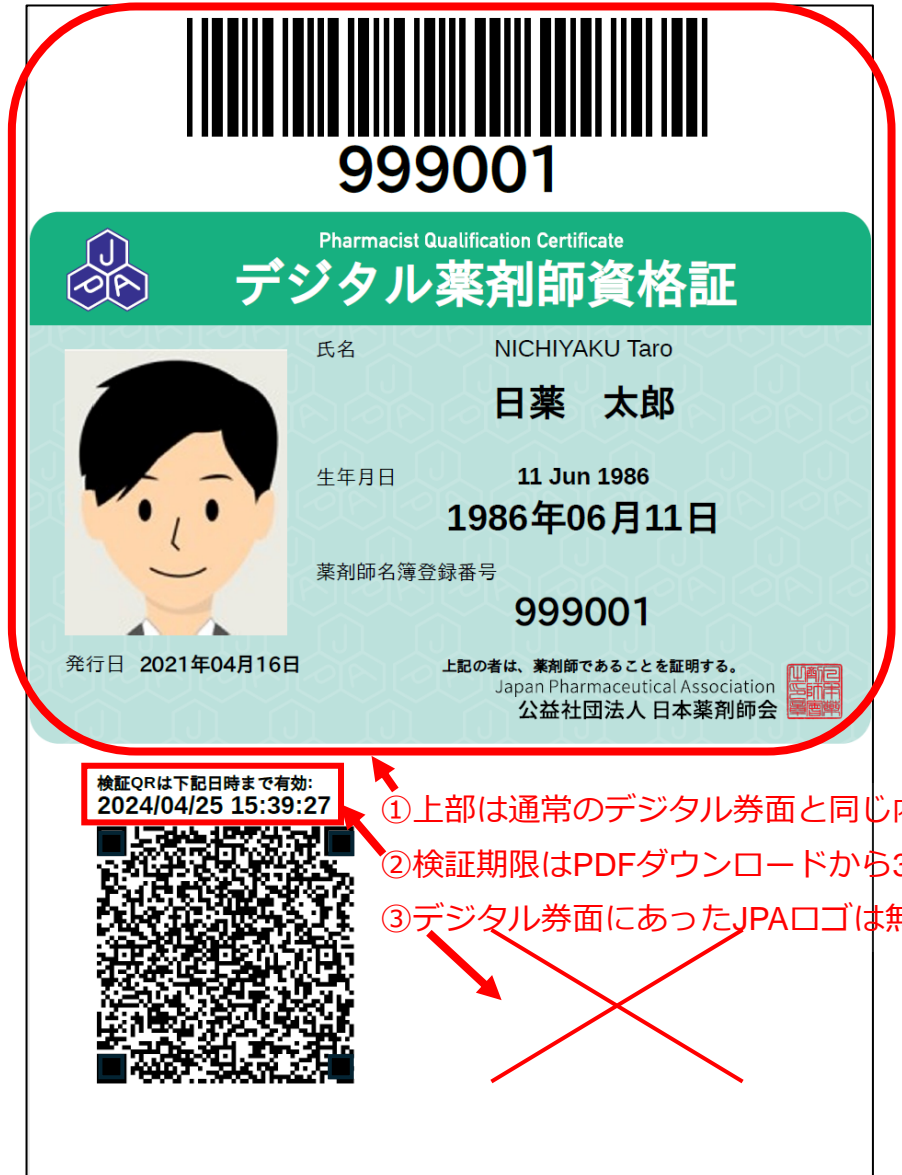 999001
Pharmacist Qualification Certificate
デジタル薬剤師資格証
JPA
氏名 NICHIYAKU Taro
日薬 太郎
生年月日 11 Jun 1986
1986年06月11日
薬剤師名簿登録番号
999001
発行日 2021年04月16日
上記の者は、薬剤師であることを証明する。
Japan Pharmaceutical Association
公益社団法人 日本薬剤師会
検証QRは下記日時まで有効:
2024/04/25 15:39:27
①上部は通常のデジタル券面と同じ
②検証期限はPDFダウンロードから3
③デジタル券面にあったJPAロゴは無